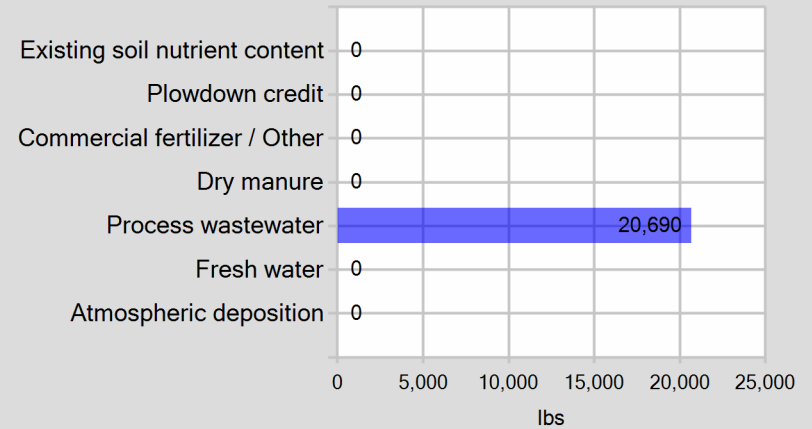 Existing soil nutrient content 0
Plowdown credit 0
Commercial fertilizer / Other 0
Dry manure 0
Process wastewater 20,690
Fresh water 0
Atmospheric deposition 0
0 5,000 10,000 15,000 20,000 25,000
lbs